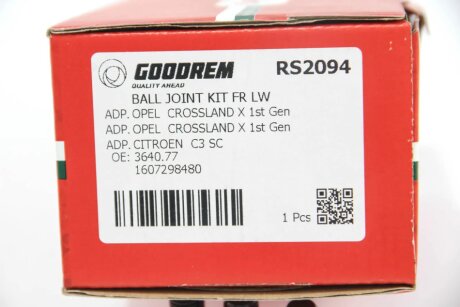 GOODREM RS2094
QUALITY AHEAD
BALL JOINT KIT FR LW
ADP. OPEL CROSSLAND X 1st Gen
ADP. OPEL CROSSLAND X 1st Gen
ADP. CITROEN C3 SC
OE: 3640.77
1607298480
1 Pcs